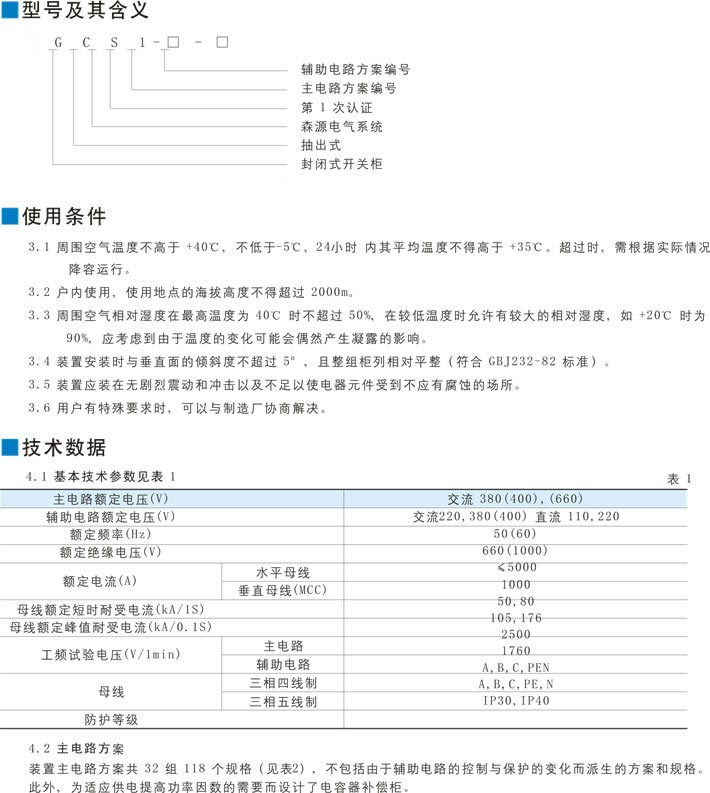 型号及其含义
G C S 1-□ - □
辅助电路方案编号
主电路方案编号
第 1 次认证
森源电气系统
抽出式
封闭式开关柜
使用条件
3.1 周围空气温度不高于 +40℃, 不低于-5℃, 24小时 内其平均温度不得高于 +35℃。超过时, 需根据实际情况
降容运行。
3.2 户内使用, 使用地点的海拔高度不得超过 2000m。
3.3 周围空气相对湿度在最高温度为 40℃ 时不超过 50%, 在较低温度时允许有较大的相对湿度, 如 +20℃ 时为
90%, 应考虑到由于温度的变化可能会偶然产生凝露的影响。
3.4 装置安装时与垂直面的倾斜度不超过 5° , 且整组柜列相对平整（符合 GBJ232-82 标准）。
3.5 装置应装在无剧烈震动和冲击以及不足以使电器元件受到不应有腐蚀的场所。
3.6 用户有特殊要求时, 可以与制造厂协商解决。
技术数据
4.1 基本技术参数见表 1
表 1
主电路额定电压(V) 交流 380(400),(660)
辅助电路额定电压(V) 交流220,380(400) 直流 110,220
额定频率(Hz) 50(60)
额定绝缘电压(V) 660(1000)
额定电流(A) 水平母线 ≤5000
垂直母线(MCC) 1000
母线额定短时耐受电流(kA/1S) 50,80
母线额定峰值耐受电流(kA/0.1S) 105,176
工频试验电压(V/1min) 主电路 2500
辅助电路 1760
母线 三相四线制 A,B,C,PEN
三相五线制 A,B,C,PE,N
防护等级 IP30,IP40
4.2 主电路方案
装置主电路方案共 32 组 118 个规格（见表2）, 不包括由于辅助电路的控制与保护的变化而派生的方案和规格。
此外, 为适应供电提高功率因数的需要而设计了电容器补偿柜。